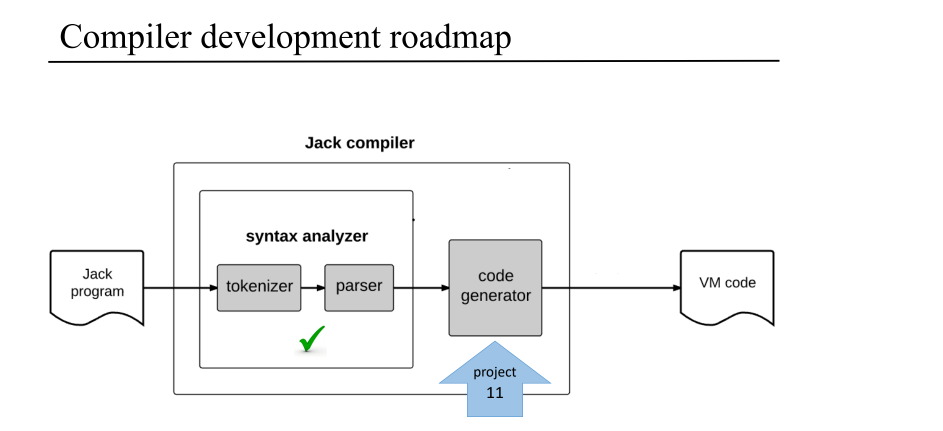 Compiler development roadmap
Jack compiler
syntax analyzer
Jack
program
tokenizer
parser
code
generator
VM code
project
11